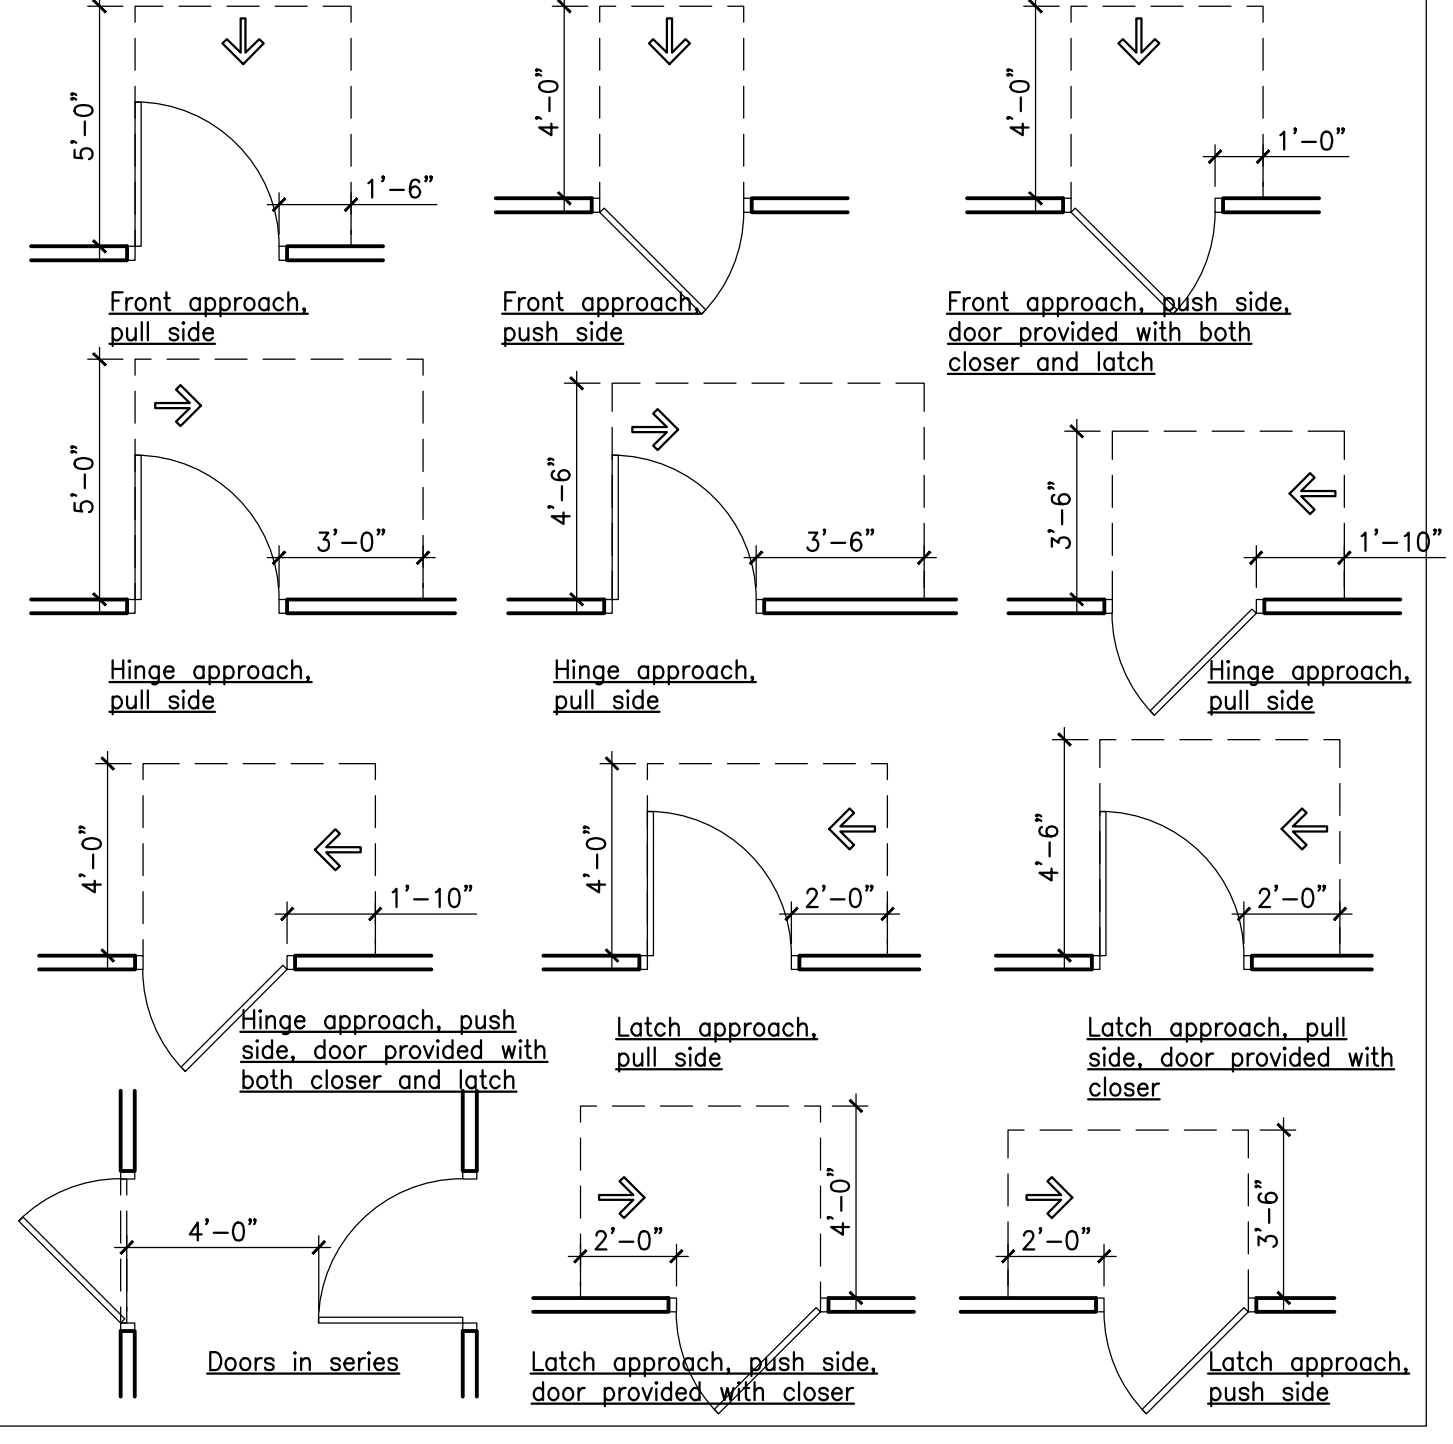 5'-0"
1'-6"
Front approach,
pull side
4'-0"
Front approach,
push side
4'-0"
1'-0"
Front approach, push side,
door provided with both
closer and latch
5'-0"
3'-0"
Hinge approach,
pull side
4'-6"
3'-6"
Hinge approach,
pull side
3'-6"
1'-10"
Hinge approach,
pull side
4'-0"
1'-10"
Hinge approach, push
side, door provided with
both closer and latch
4'-0"
2'-0"
Latch approach,
pull side
4'-6"
2'-0"
Latch approach, pull
side, door provided with
closer
4'-0"
Doors in series
2'-0"
4'-0"
Latch approach, push side,
door provided with closer
2'-0"
3'-6"
Latch approach,
push side